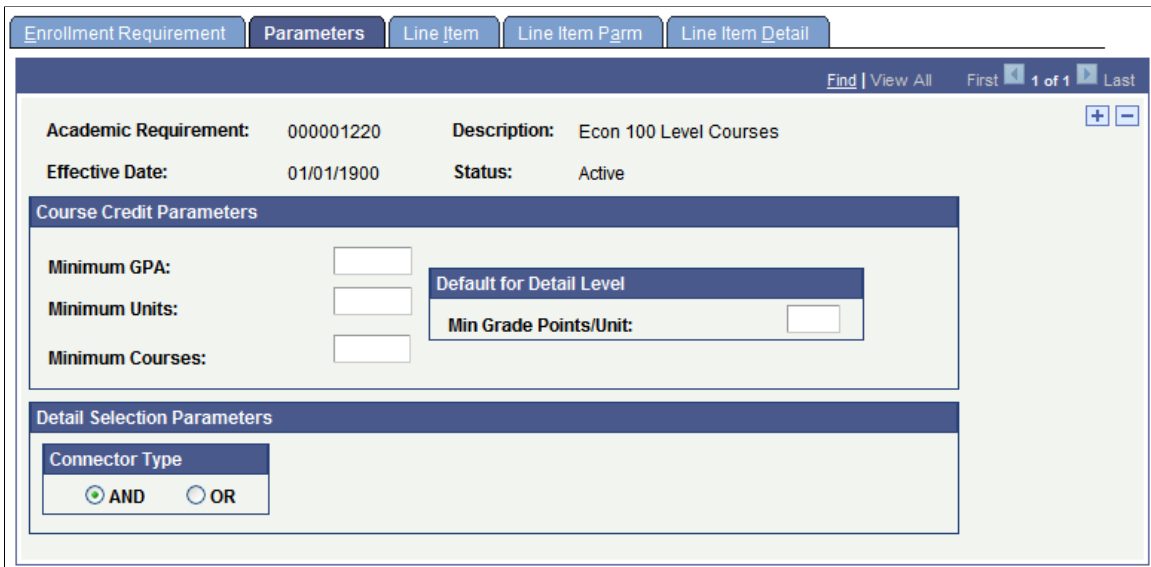 Enrollment Requirement Parameters Line Item Line Item Parm Line Item Detail
Find | View All First 1 of 1 Last
Academic Requirement: 000001220 Description: Econ 100 Level Courses
Effective Date: 01/01/1900 Status: Active
Course Credit Parameters
Minimum GPA:
Minimum Units:
Minimum Courses:
Default for Detail Level
Min Grade Points/Unit:
Detail Selection Parameters
Connector Type
AND OR